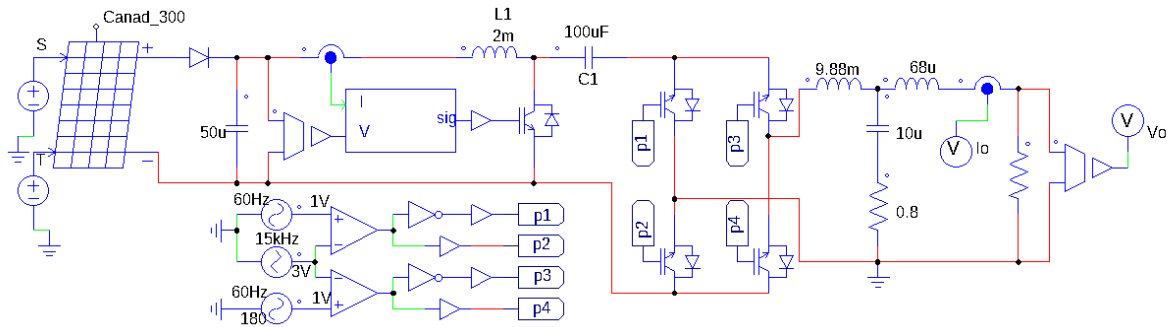 Canad_300
L1
2m
100uF
C1
S
+
9.88m
68u
I
V
sig
50u
p1
p3
10u
V
Io
V
Vo
T
−
60Hz
1V
p1
p2
p4
0.8
15kHz
p2
3V
p3
60Hz
1V
180
p4